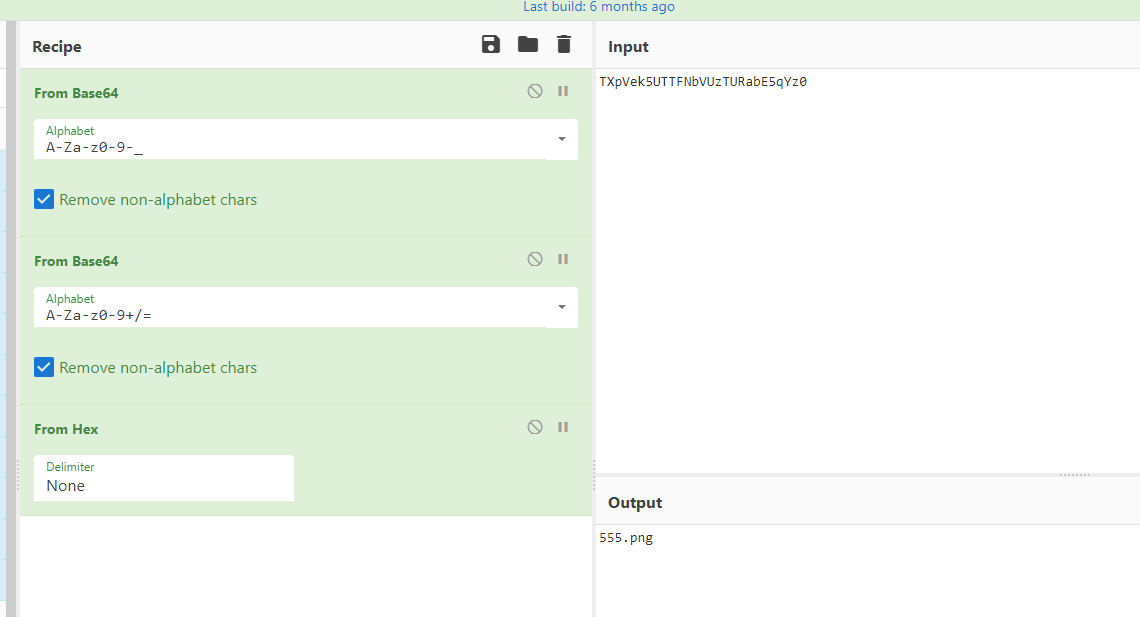 Last build: 6 months ago
Recipe
From Base64
Alphabet
A-Za-z0-9-_
Remove non-alphabet chars
From Base64
Alphabet
A-Za-z0-9+/=
Remove non-alphabet chars
From Hex
Delimiter
None
Input
TXpVek5UTTFNbVUzTURabE5qYz0
Output
555.png